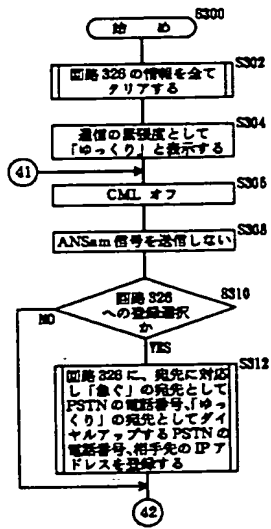 S300
始 め
S302
回路 326 の情報を全て
クリアする
S304
通信の緊張度として
「ゆっくり」と表示する
41
S306
CML オフ
S308
ANSam 信号を送信しない
S310
回路 326
への登録選択
か
NO
YES
S312
回路 326 に、宛先に対応
し「急ぐ」の宛先として
PSTN の電話番号、「ゆっ
くり」の宛先としてダイ
ヤルアップする PSTN の
電話番号、相手先の IP ア
ドレスを登録する
42